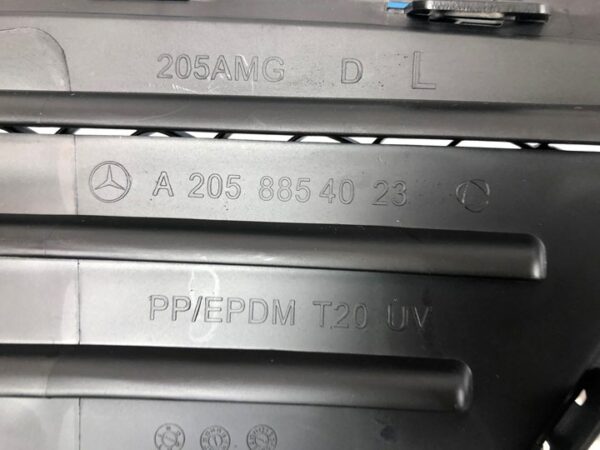 205AMG D L
A 205 885 40 23
PP/EPDM T20 UV